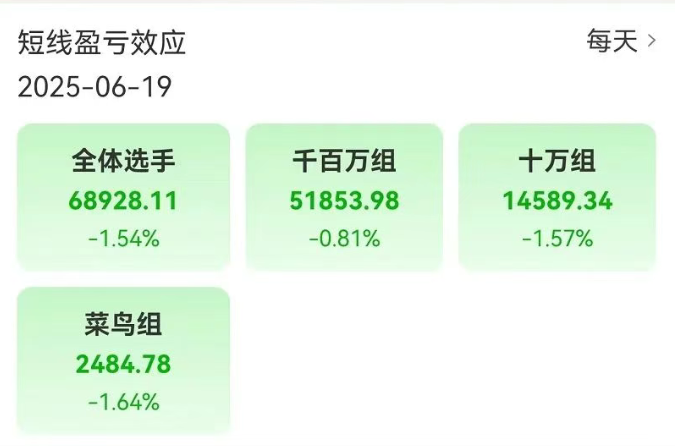 短线盈亏效应
每天 >
2025-06-19
全体选手
68928.11
-1.54%
千百万组
51853.98
-0.81%
十万组
14589.34
-1.57%
菜鸟组
2484.78
-1.64%